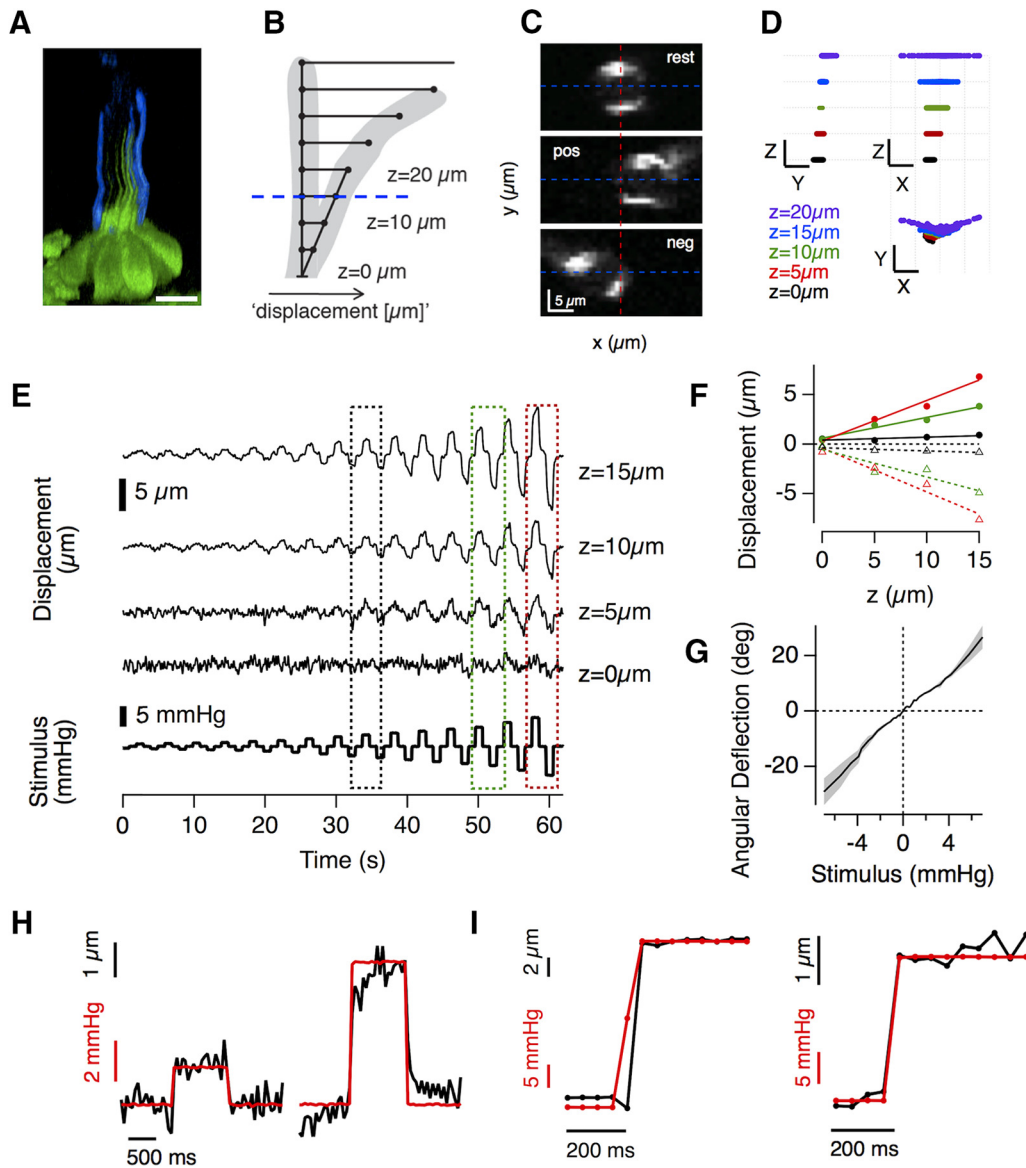 A
B
z=20 µm
z=10 µm
z=0 µm
‘displacement [µm]’
C
rest
pos
neg
5 µm
y (µm)
x (µm)
D
Z
Y
Z
X
z=20µm
z=15µm
z=10µm
z=5µm
z=0µm
Y
X
E
Displacement
(µm)
5 µm
z=15µm
z=10µm
z=5µm
z=0µm
Stimulus
(mmHg)
5 mmHg
0 10 20 30 40 50 60
Time (s)
F
Displacement (µm)
5
0
-5
0 5 10 15
z (µm)
G
Angular Deflection (deg)
20
0
-20
-4 0 4
Stimulus (mmHg)
H
1 µm
2 mmHg
500 ms
I
2 µm
5 mmHg
200 ms
1 µm
5 mmHg
200 ms